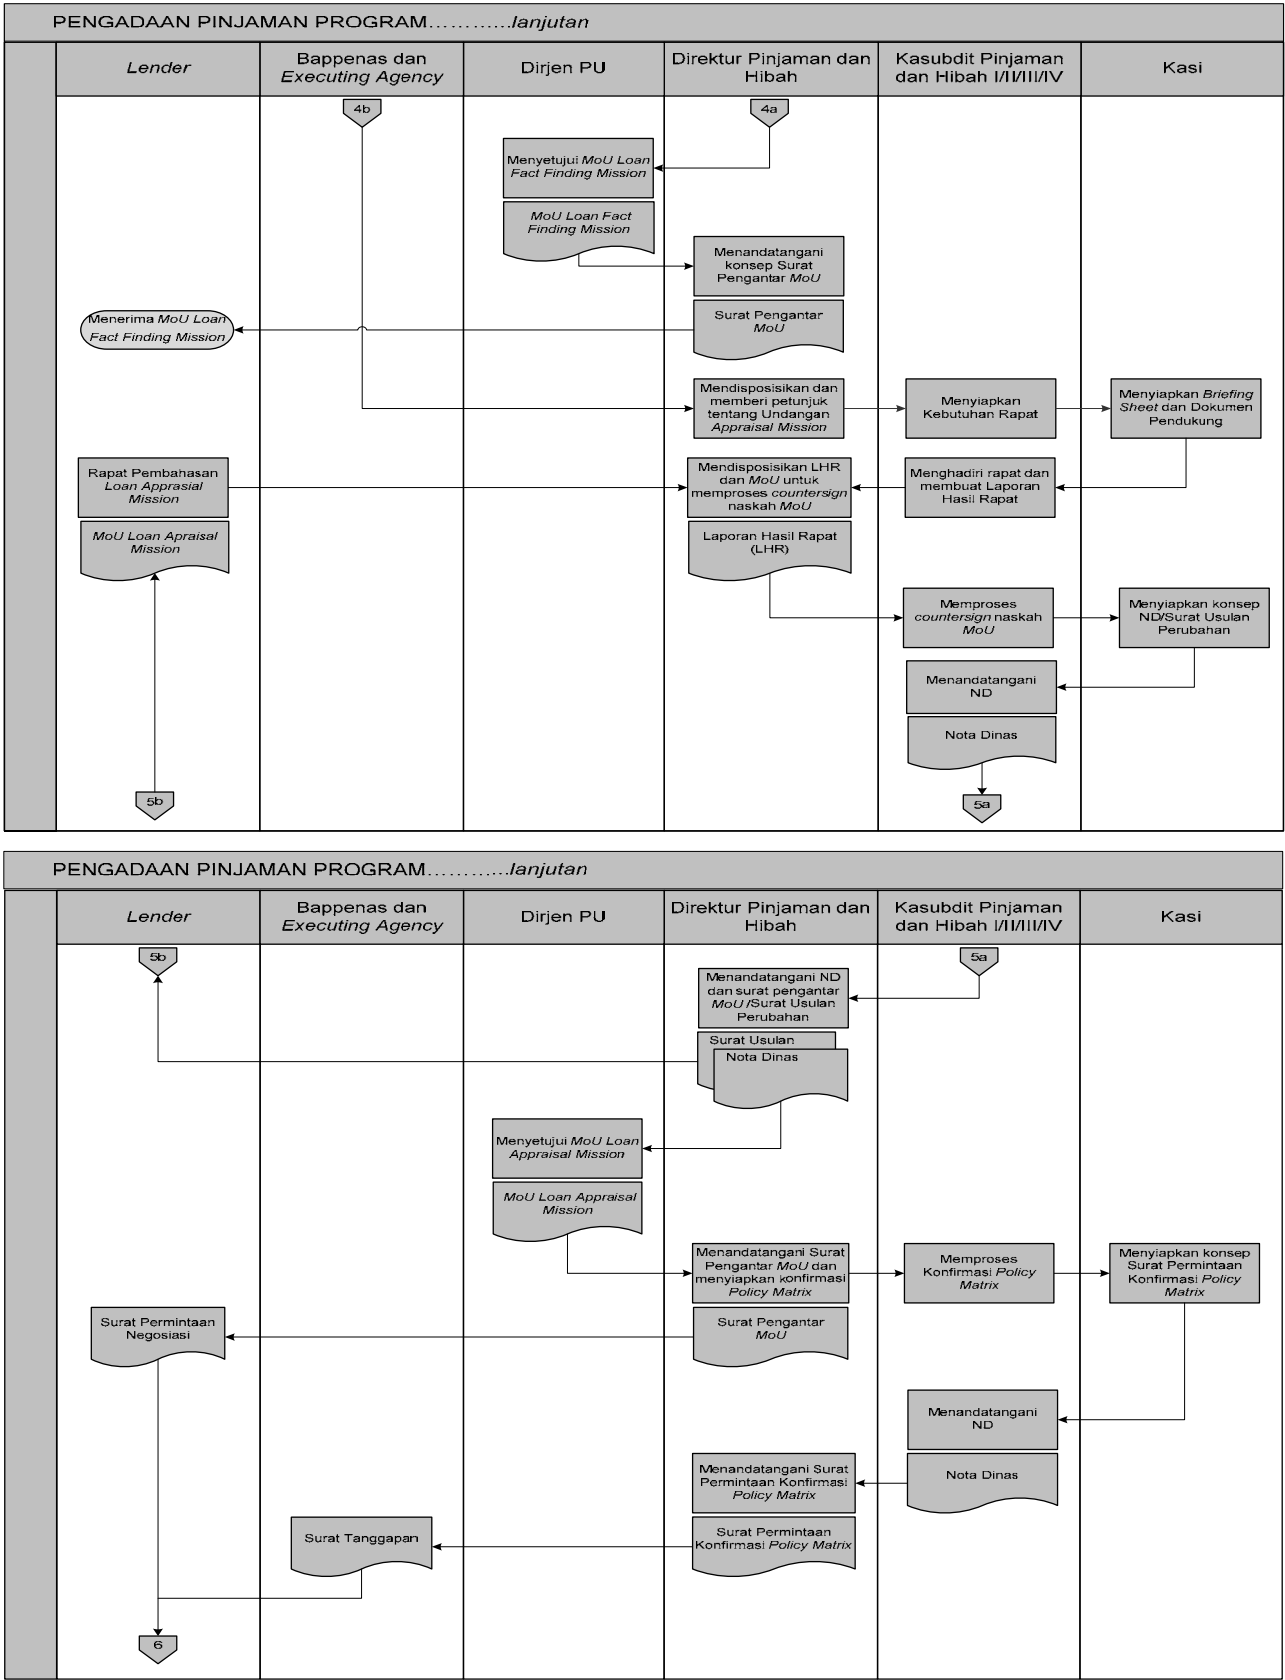 PENGADAAN PINJAMAN PROGRAM…………lanjutan
Lender
Bappenas dan
Executing Agency
Dirjen PU
Direktur Pinjaman dan
Hibah
Kasubdit Pinjaman
dan Hibah I/II/III/IV
Kasi
4b
4a
Menyetujui MoU Loan
Fact Finding Mission
MoU Loan Fact
Finding Mission
Menandatangani
konsep Surat
Pengantar MoU
Surat Pengantar
MoU
Menerima MoU Loan
Fact Finding Mission
Mendisposisikan dan
memberi petunjuk
tentang Undangan
Appraisal Mission
Menyiapkan
Kebutuhan Rapat
Menyiapkan Briefing
Sheet dan Dokumen
Pendukung
Rapat Pembahasan
Loan Apprasial
Mission
Mendisposisikan LHR
dan MoU untuk
memproses countersign
naskah MoU
Menghadiri rapat dan
membuat Laporan
Hasil Rapat
MoU Loan Apraisal
Mission
Laporan Hasil Rapat
(LHR)
Memproses
countersign naskah
MoU
Menyiapkan konsep
ND/Surat Usulan
Perubahan
Menandatangani
ND
Nota Dinas
5b
5a
PENGADAAN PINJAMAN PROGRAM…………lanjutan
Lender
Bappenas dan
Executing Agency
Dirjen PU
Direktur Pinjaman dan
Hibah
Kasubdit Pinjaman
dan Hibah I/II/III/IV
Kasi
5b
5a
Menandatangani ND
dan surat pengantar
MoU /Surat Usulan
Perubahan
Surat Usulan
Nota Dinas
Menyetujui MoU Loan
Appraisal Mission
MoU Loan Appraisal
Mission
Menandatangani Surat
Pengantar MoU dan
menyiapkan konfirmasi
Policy Matrix
Memproses
Konfirmasi Policy
Matrix
Menyiapkan konsep
Surat Permintaan
Konfirmasi Policy
Matrix
Surat Permintaan
Negosiasi
Surat Pengantar
MoU
Menandatangani
ND
Menandatangani Surat
Permintaan Konfirmasi
Policy Matrix
Nota Dinas
Surat Tanggapan
Surat Permintaan
Konfirmasi Policy Matrix
6